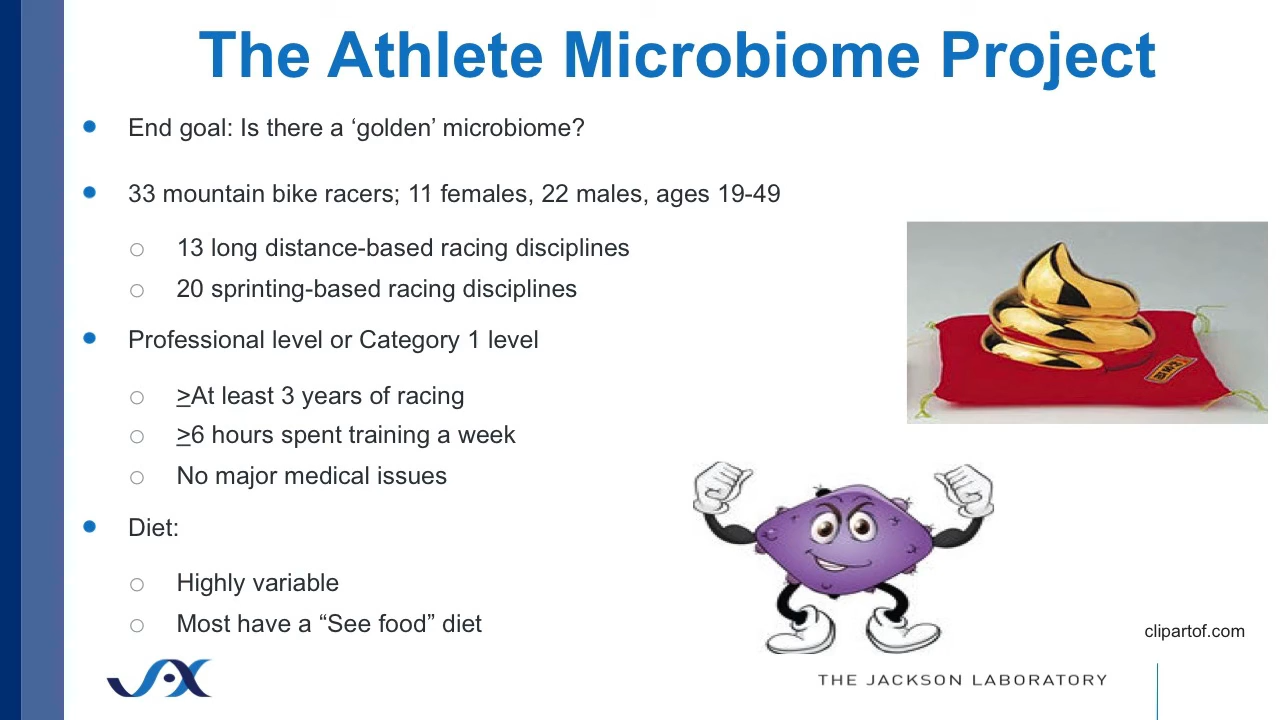 The Athlete Microbiome Project
End goal: Is there a ‘golden’ microbiome?
33 mountain bike racers; 11 females, 22 males, ages 19-49
13 long distance-based racing disciplines
20 sprinting-based racing disciplines
Professional level or Category 1 level
≥At least 3 years of racing
≥6 hours spent training a week
No major medical issues
Diet:
Highly variable
Most have a “See food” diet
clipartof.com
JAX
THE JACKSON LABORATORY